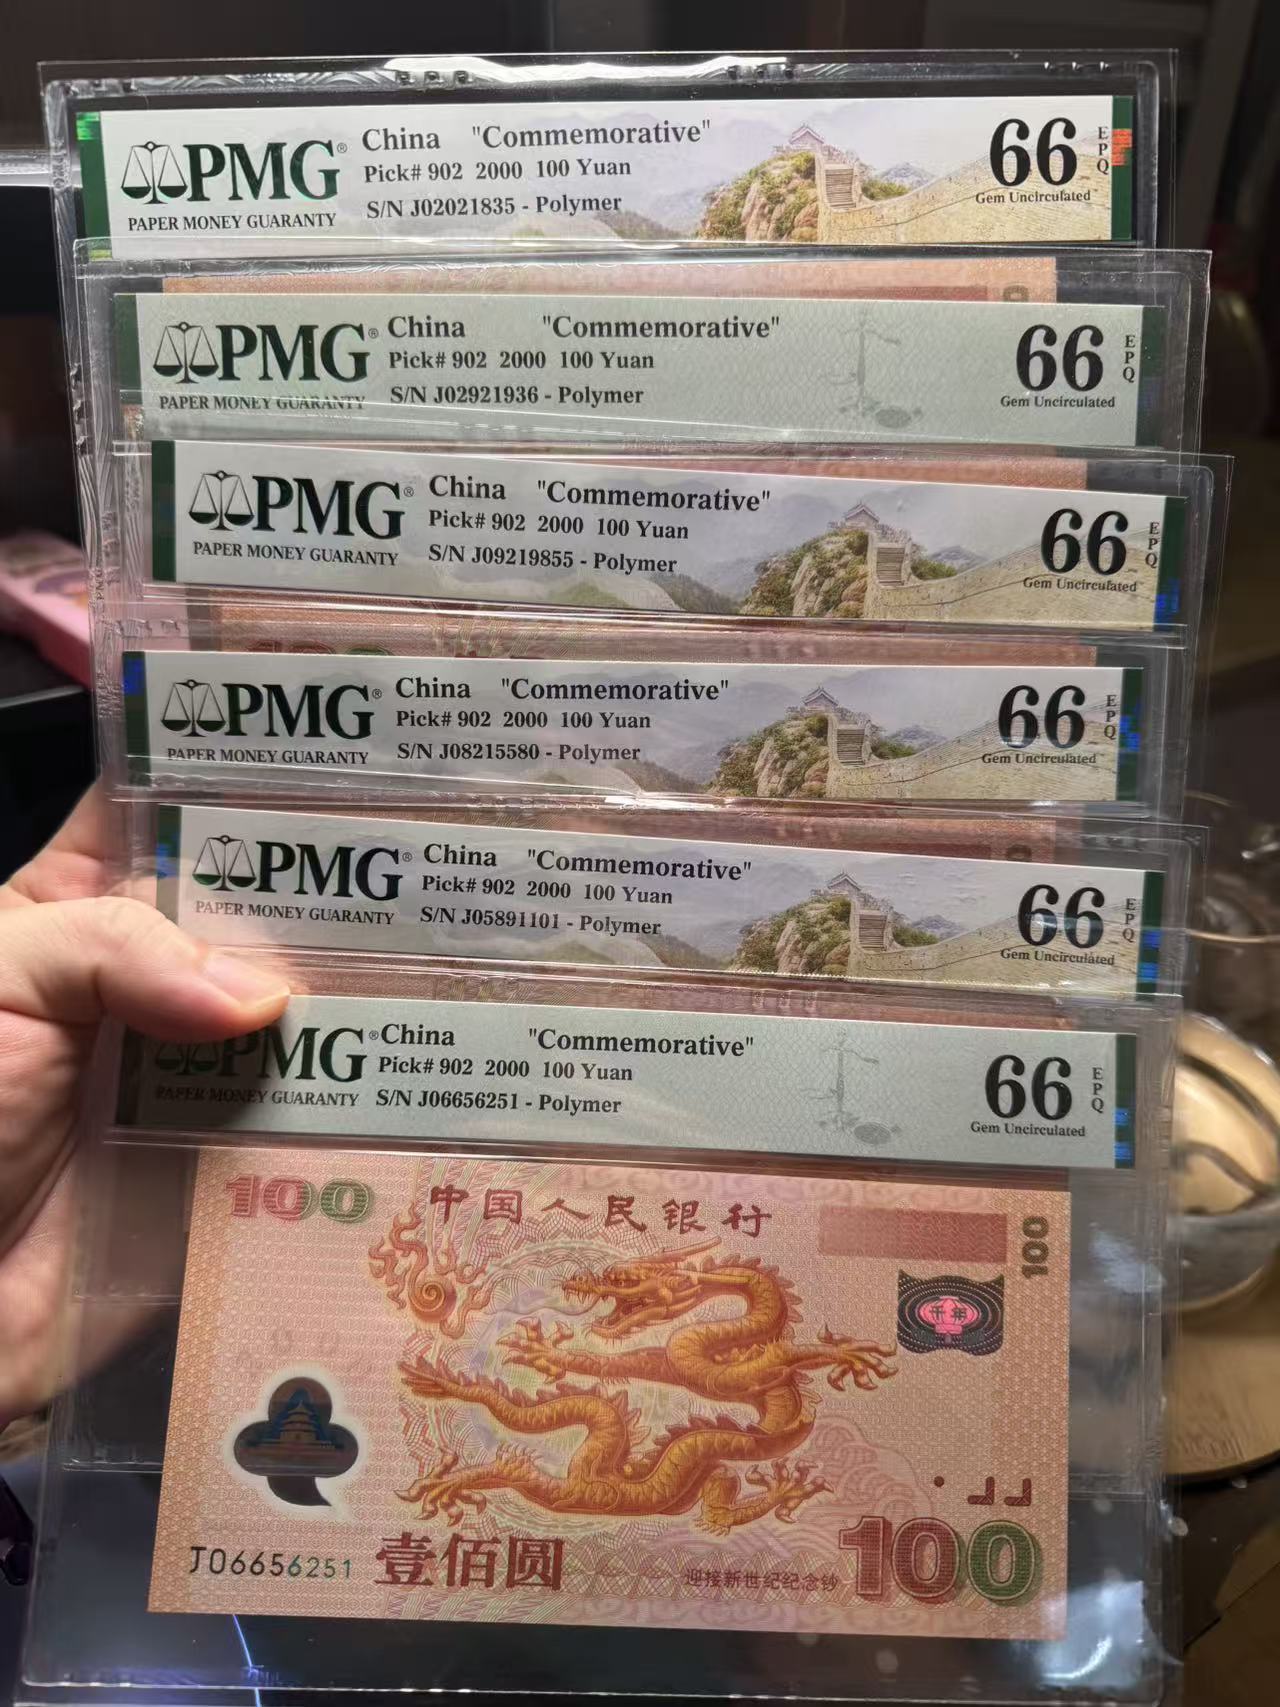 PMG®
PAPER MONEY GUARANTY
China "Commemorative"
Pick# 902 2000 100 Yuan
S/N J02021835 - Polymer
66
EPQ
Gem Uncirculated
PMG®
PAPER MONEY GUARANTY
China "Commemorative"
Pick# 902 2000 100 Yuan
S/N J02921936 - Polymer
66
EPQ
Gem Uncirculated
PMG®
PAPER MONEY GUARANTY
China "Commemorative"
Pick# 902 2000 100 Yuan
S/N J09219855 - Polymer
66
EPQ
Gem Uncirculated
PMG®
PAPER MONEY GUARANTY
China "Commemorative"
Pick# 902 2000 100 Yuan
S/N J08215580 - Polymer
66
EPQ
Gem Uncirculated
PMG®
PAPER MONEY GUARANTY
China "Commemorative"
Pick# 902 2000 100 Yuan
S/N J05891101 - Polymer
66
EPQ
Gem Uncirculated
PMG®
PAPER MONEY GUARANTY
China "Commemorative"
Pick# 902 2000 100 Yuan
S/N J06656251 - Polymer
66
EPQ
Gem Uncirculated
100
中国人民银行
100
千年
J06656251
壹佰圆
迎接新世纪纪念钞
100